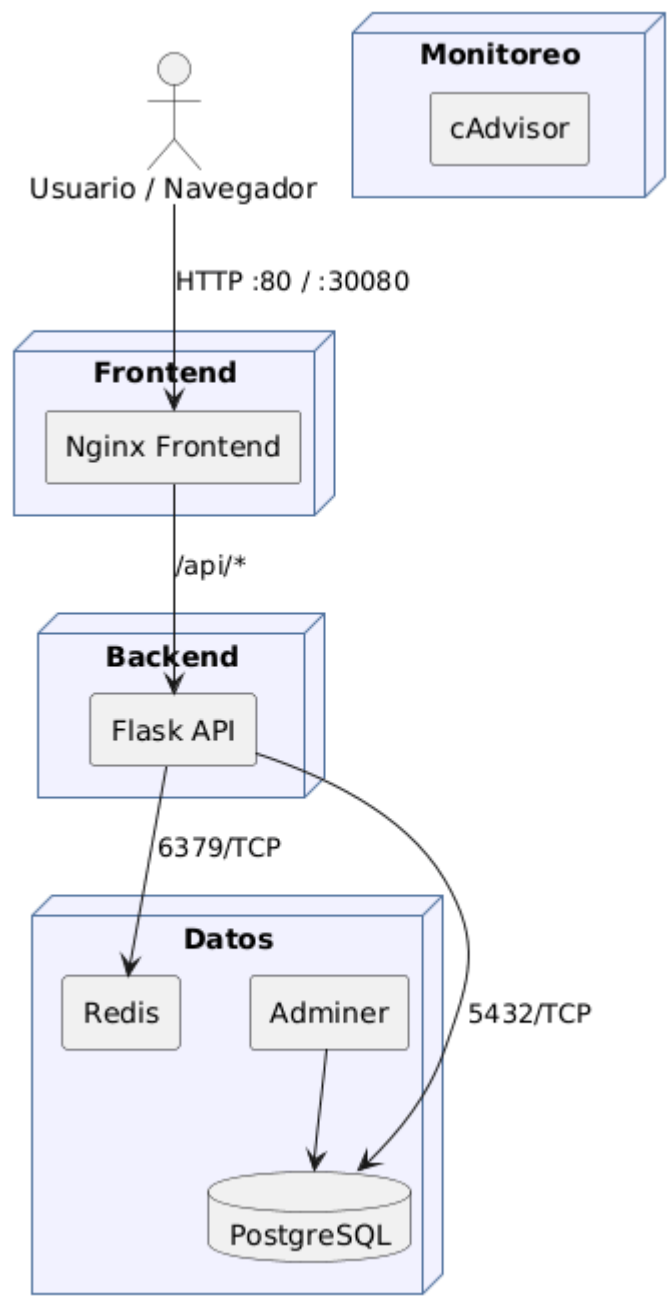 Monitoreo
cAdvisor
Usuario / Navegador
HTTP :80 / :30080
Frontend
Nginx Frontend
/api/*
Backend
Flask API
6379/TCP
Datos
Redis
Adminer
5432/TCP
PostgreSQL